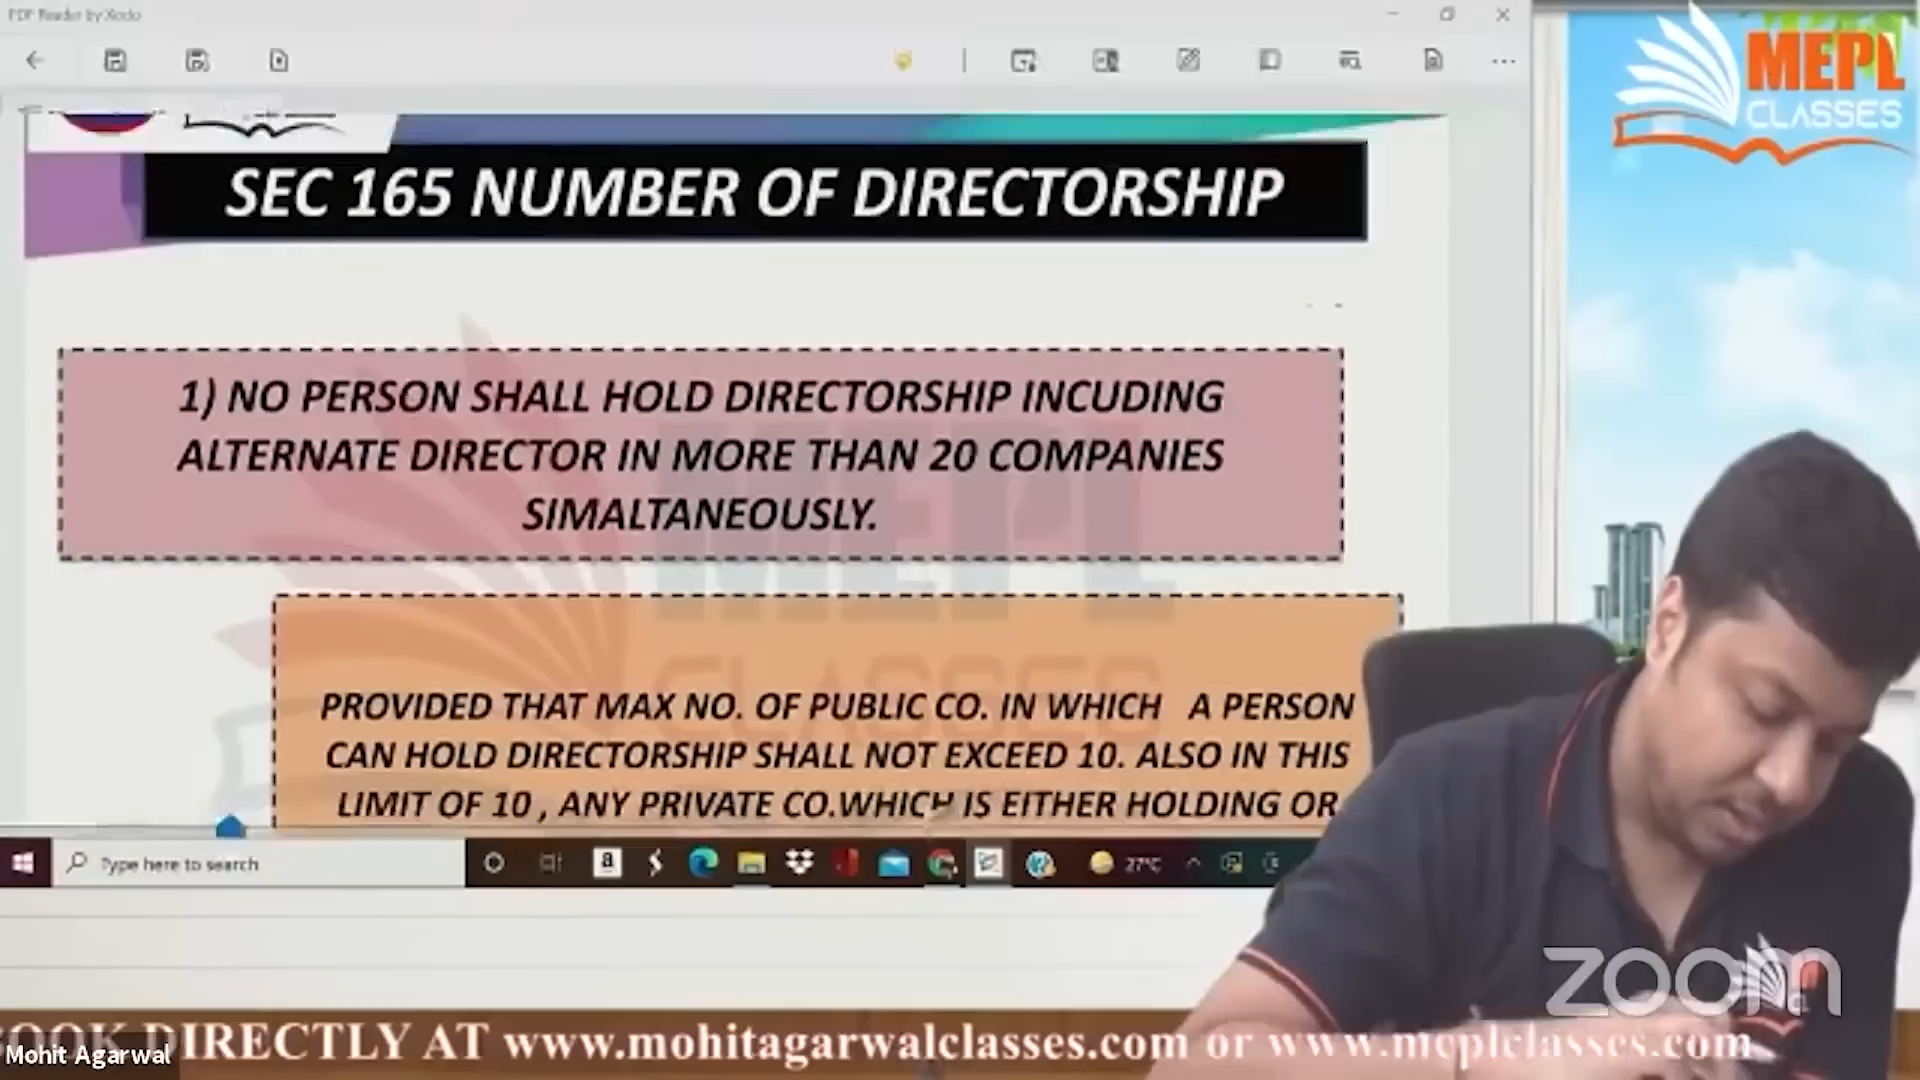 PDF Reader by Xodo
MEPL
CLASSES
SEC 165 NUMBER OF DIRECTORSHIP
1) NO PERSON SHALL HOLD DIRECTORSHIP INCUDING
ALTERNATE DIRECTOR IN MORE THAN 20 COMPANIES
SIMALTANEOUSLY.
MEPL
CLASSES
PROVIDED THAT MAX NO. OF PUBLIC CO. IN WHICH A PERSON
CAN HOLD DIRECTORSHIP SHALL NOT EXCEED 10. ALSO IN THIS
LIMIT OF 10 , ANY PRIVATE CO.WHICH IS EITHER HOLDING OR
Type here to search
a
27°C
zoom
OOK DIRECTLY AT www.mohitagarwalclasses.com or www.meplclasses.com
Mohit Agarwal